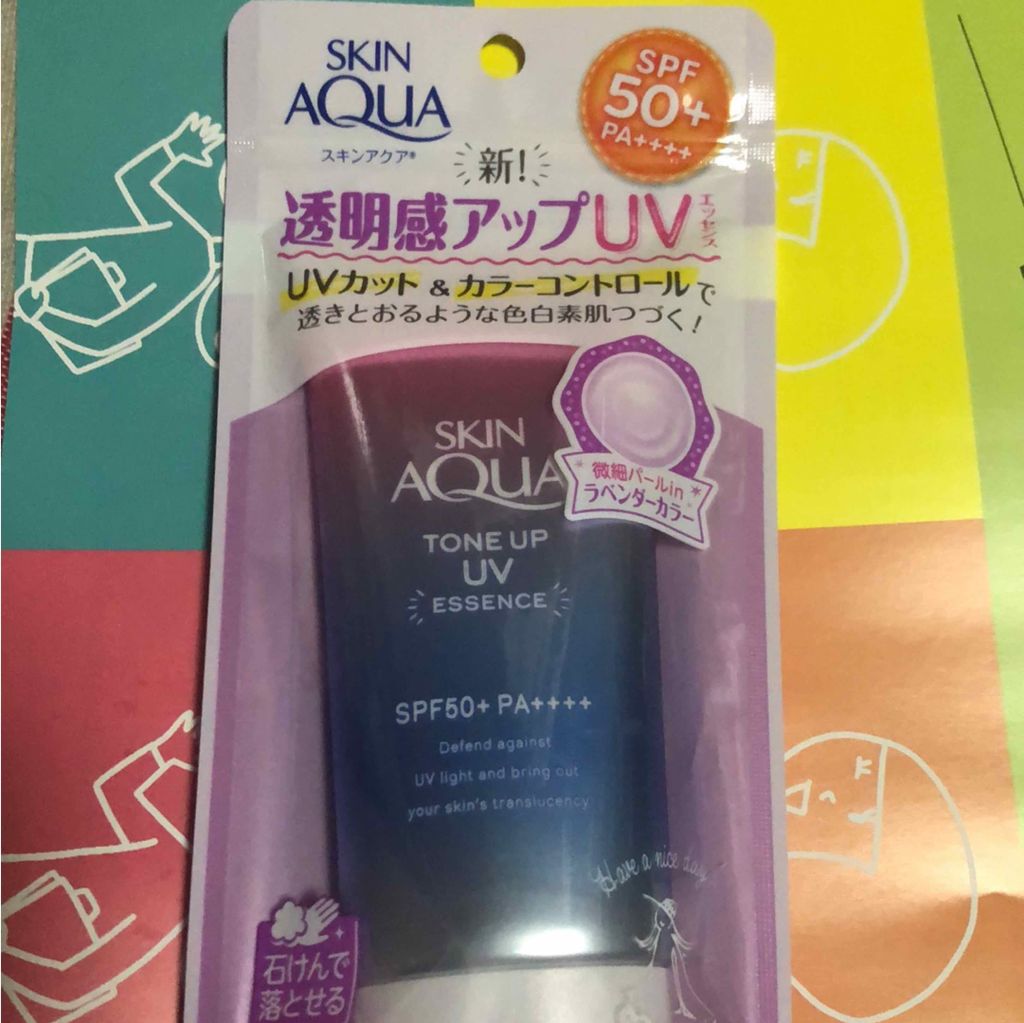 SKIN
AQUA
スキンアクア®
SPF
50+
PA++++
新!
透明感アップUV
エッセンス
UVカット & カラーコントロールで
透きとおるような色白素肌つづく!
SKIN
AQUA
微細パールin
ラベンダーカラー
TONE UP
UV
ESSENCE
SPF50+ PA++++
Defend against
UV light and bring out
your skin's translucency
Have a nice day
石けんで
落とせる